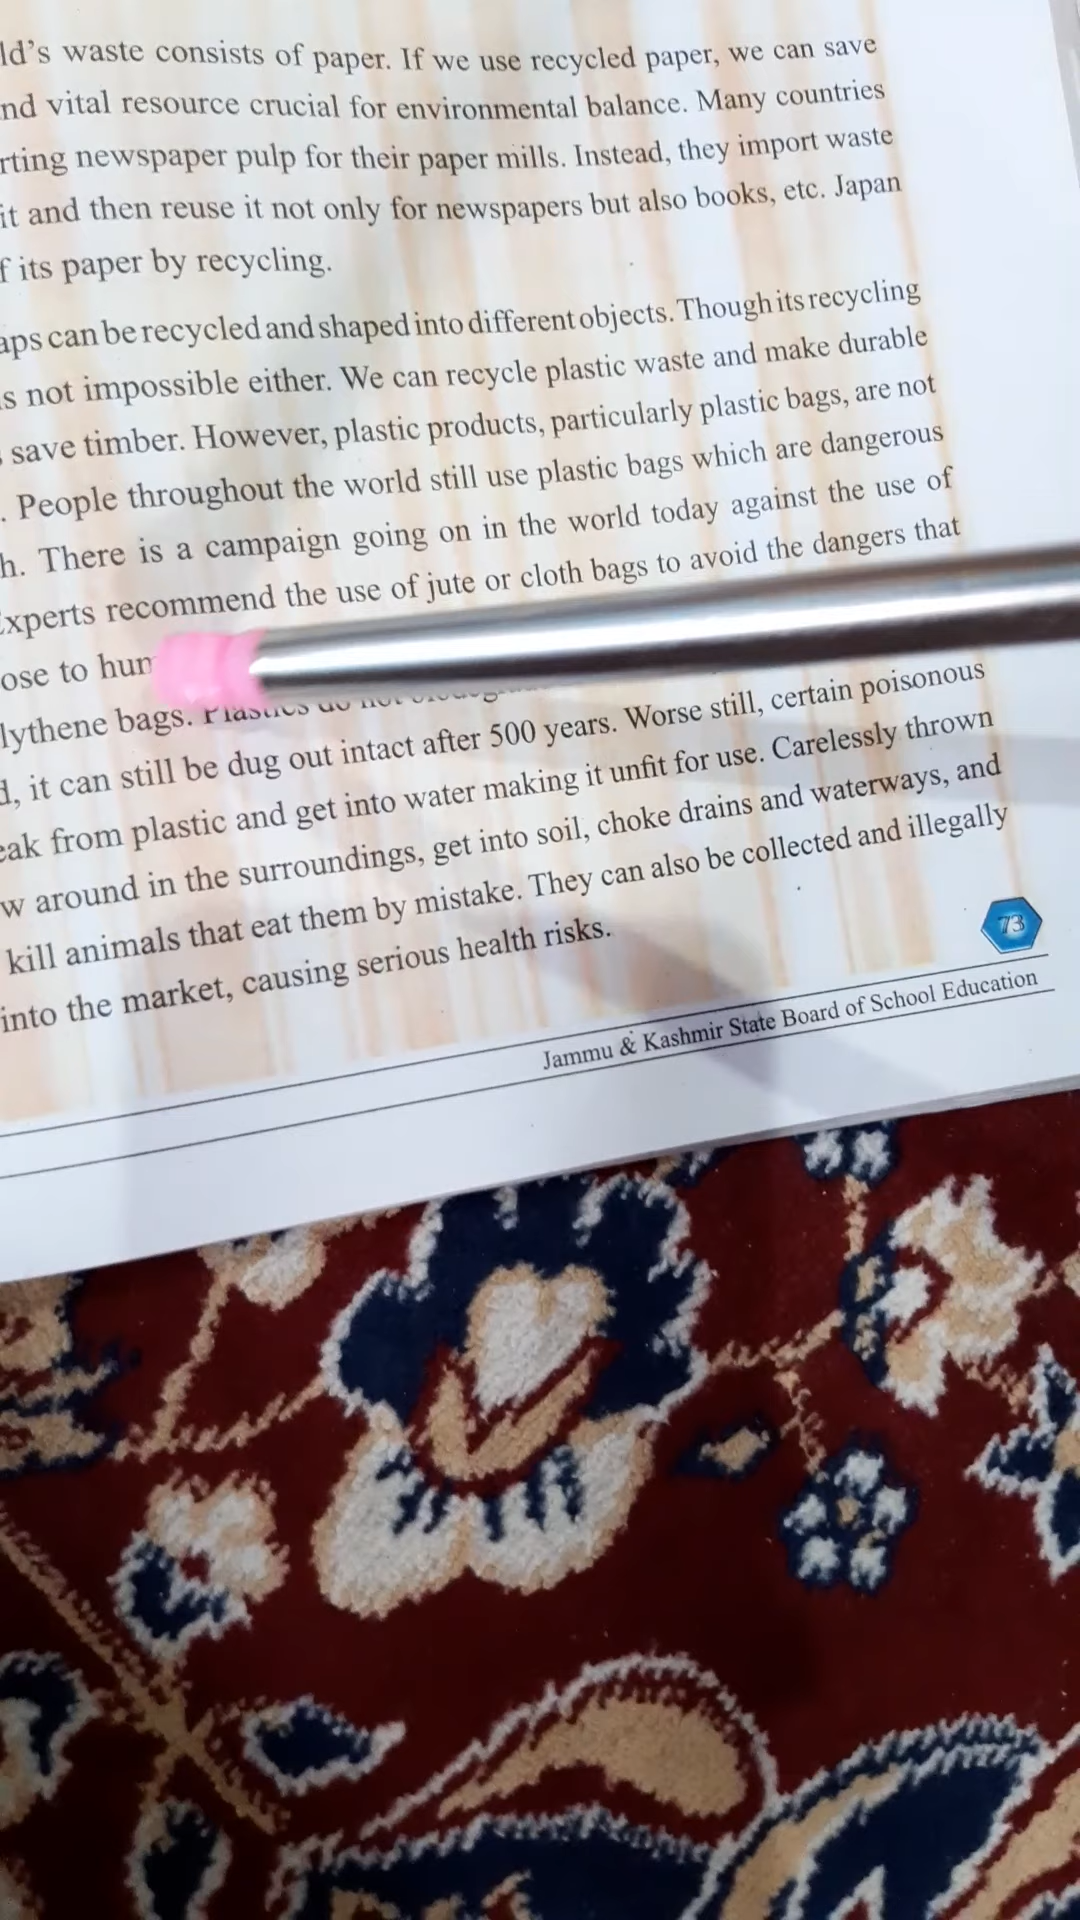 waste consists of paper. If we use recycled paper, we can save
vital resource crucial for environmental balance. Many countries
newspaper pulp for their paper mills. Instead, they import waste
it and then reuse it not only for newspapers but also books, etc. Japan
its paper by recycling.
can be recycled and shaped into different objects. Though its recycling
not impossible either. We can recycle plastic waste and make durable
save timber. However, plastic products, particularly plastic bags, are not
. People throughout the world still use plastic bags which are dangerous
There is a campaign going on in the world today against the use of
recommend the use of jute or cloth bags to avoid the dangers that
to
bags. Plastics do not
it can still be dug out intact after 500 years. Worse still, certain poisonous
from plastic and get into water making it unfit for use. Carelessly thrown
around in the surroundings, get into soil, choke drains and waterways, and
kill animals that eat them by mistake. They can also be collected and illegally
into the market, causing serious health risks.
73
Jammu & Kashmir State Board of School Education